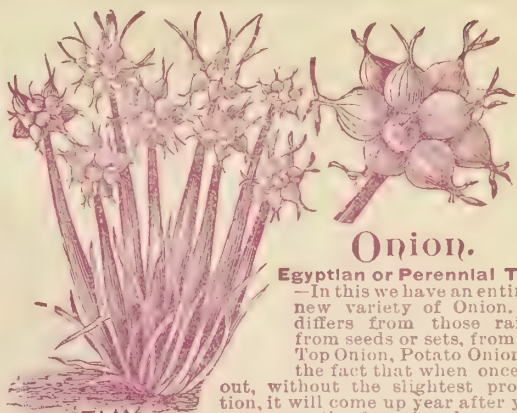 Onion.
Egyptian or Perennial T
—In this we have an entir
new variety of Onion.
differs from those rai
from seeds or sets, from
Top Onion, Potato Onion
the fact that when once
out, without the slightest pro
tion, it will come up year after y